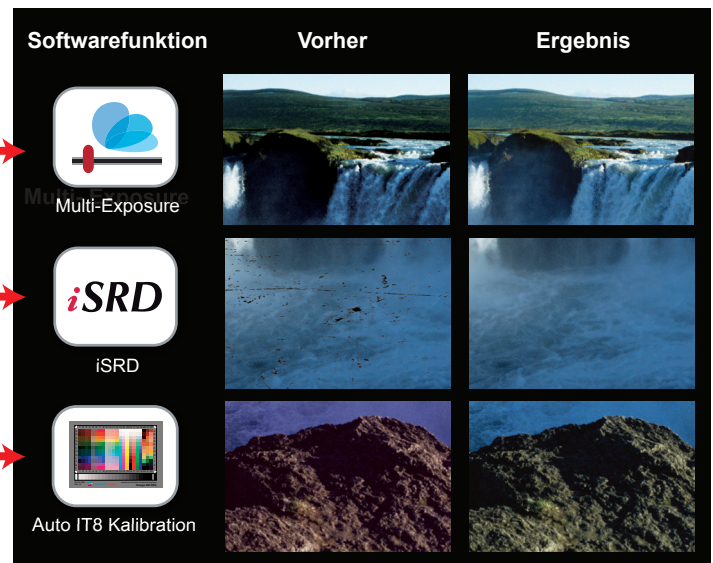 Softwarefunktion Vorher Ergebnis
Multi-Exposure
Multi-Exposure
iSRD
iSRD
Auto IT8 Kalibration